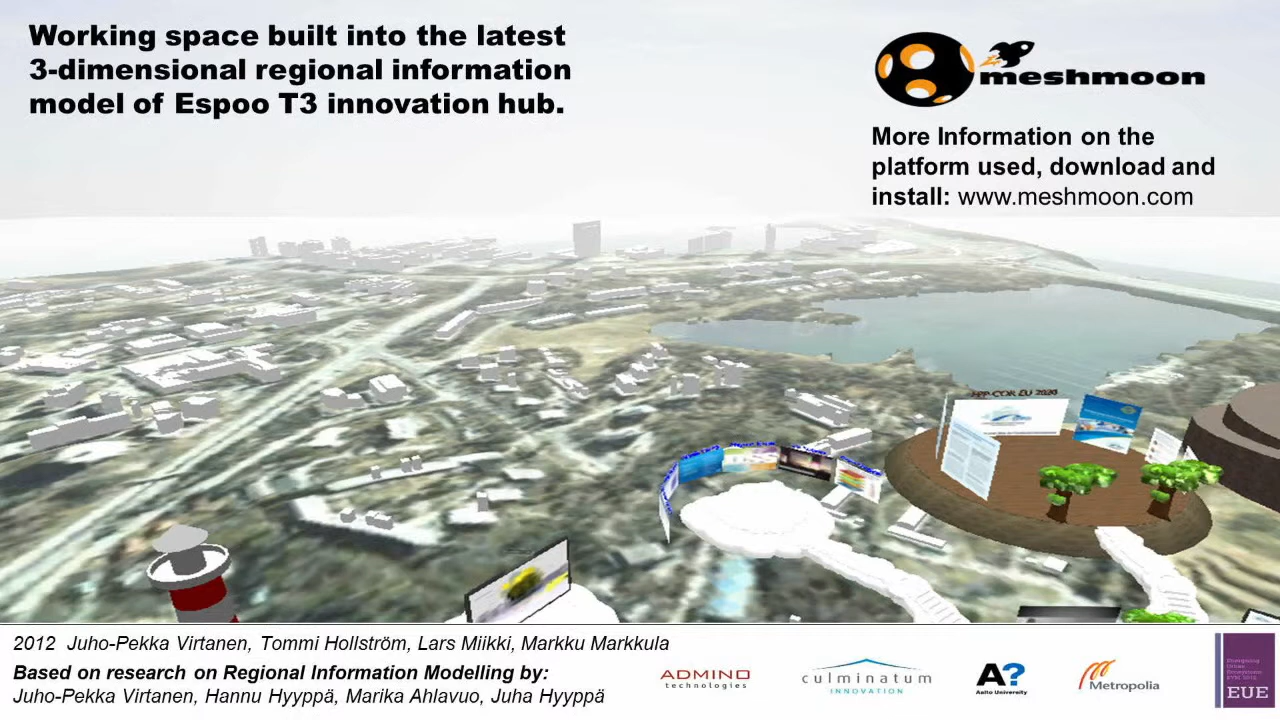 Working space built into the latest
3-dimensional regional information
model of Espoo T3 innovation hub.
meshmoon
More Information on the
platform used, download and
install: www.meshmoon.com
2012 Juho-Pekka Virtanen, Tommi Hollström, Lars Miikki, Markku Markkula
Based on research on Regional Information Modelling by:
Juho-Pekka Virtanen, Hannu Hyyppä, Marika Ahlavuo, Juha Hyyppä
ADMINO
technologies
culminatum
INNOVATION
A?
Aalto University
Metropolia
Energizing
Urban
Ecosystems
EUE